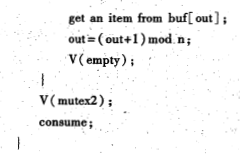 get an item from buf[out];
out=(out+1)mod n;
V(empty);
}
V(mutex2);
consume;
}